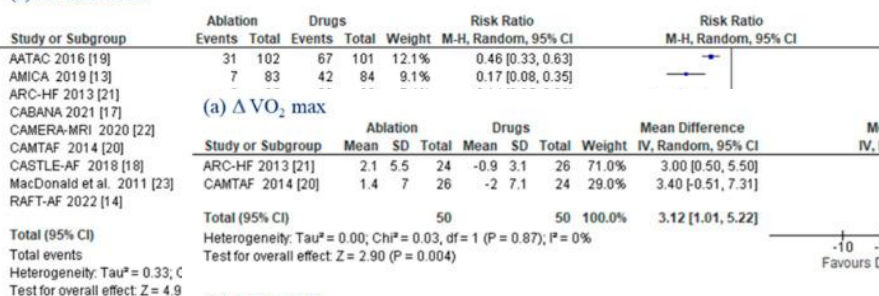 Ablation Drugs Risk Ratio Risk Ratio
Study or Subgroup Events Total Events Total Weight M-H, Random, 95% CI M-H, Random, 95% CI
AATAC 2016 [19] 31 102 67 101 12.1% 0.46 [0.33, 0.63]
AMICA 2019 [13] 7 83 42 84 9.1% 0.17 [0.08, 0.35]
ARC-HF 2013 [21]
CABANA 2021 [17]
CAMERA-MRI 2020 [22]
CAMTAF 2014 [20]
CASTLE-AF 2018 [18]
MacDonald et al. 2011 [23]
RAFT-AF 2022 [14]
Total (95% CI)
Total events
Heterogeneity: Tau² = 0.33; C
Test for overall effect: Z = 4.9
(a) Δ VO₂ max
Ablation Drugs Mean Difference M
Study or Subgroup Mean SD Total Mean SD Total Weight IV, Random, 95% CI IV,
ARC-HF 2013 [21] 2.1 5.5 24 -0.9 3.1 26 71.0% 3.00 [0.50, 5.50]
CAMTAF 2014 [20] 1.4 7 26 -2 7.1 24 29.0% 3.40 [-0.51, 7.31]
Total (95% CI) 50 50 100.0% 3.12 [1.01, 5.22]
Heterogeneity: Tau² = 0.00; Chi² = 0.03, df = 1 (P = 0.87); I² = 0%
Test for overall effect: Z = 2.90 (P = 0.004)
-10
Favours D